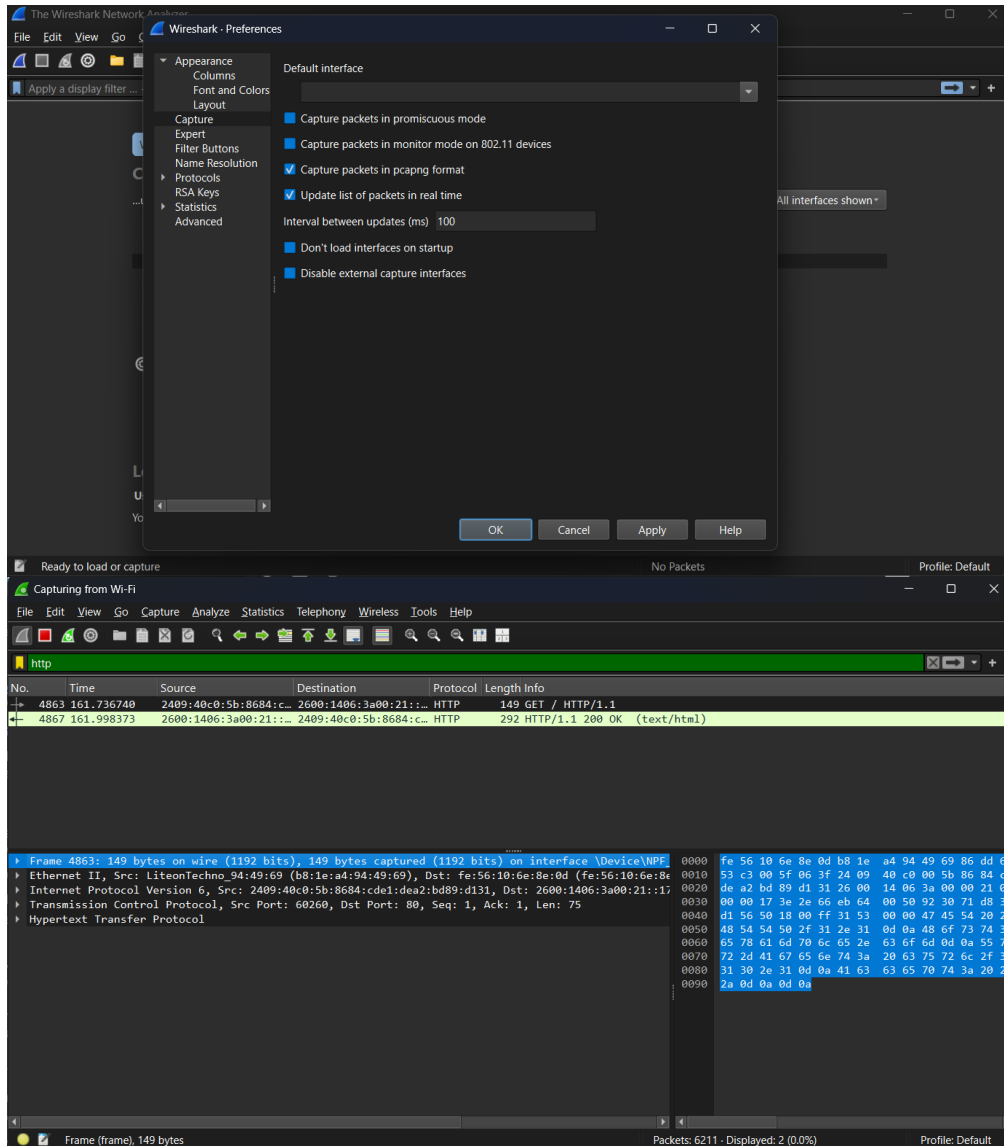 The Wireshark Network Analyzer
Wireshark · Preferences
File Edit View Go
Apply a display filter ...
Appearance
Columns
Font and Colors
Layout
Capture
Expert
Filter Buttons
Name Resolution
Protocols
RSA Keys
Statistics
Advanced
Default interface
Capture packets in promiscuous mode
Capture packets in monitor mode on 802.11 devices
Capture packets in pcapng format
Update list of packets in real time
Interval between updates (ms) 100
Don't load interfaces on startup
Disable external capture interfaces
All interfaces shown
OK Cancel Apply Help
Ready to load or capture No Packets Profile: Default
Capturing from Wi-Fi
File Edit View Go Capture Analyze Statistics Telephony Wireless Tools Help
http
No. Time Source Destination Protocol Length Info
4863 161.736740 2409:40c0:5b:8684:c… 2600:1406:3a00:21::… HTTP 149 GET / HTTP/1.1
4867 161.998373 2600:1406:3a00:21::… 2409:40c0:5b:8684:c… HTTP 292 HTTP/1.1 200 OK (text/html)
Frame 4863: 149 bytes on wire (1192 bits), 149 bytes captured (1192 bits) on interface \Device\NPF_
Ethernet II, Src: LiteonTechno_94:49:69 (b8:1e:a4:94:49:69), Dst: fe:56:10:6e:8e:0d (fe:56:10:6e:8e
Internet Protocol Version 6, Src: 2409:40c0:5b:8684:cde1:dea2:bd89:d131, Dst: 2600:1406:3a00:21::17
Transmission Control Protocol, Src Port: 60260, Dst Port: 80, Seq: 1, Ack: 1, Len: 75
Hypertext Transfer Protocol
0000 fe 56 10 6e 8e 0d b8 1e a4 94 49 69 86 dd 6
0010 53 c3 00 5f 06 3f 24 09 40 c0 00 5b 86 84 c
0020 de a2 bd 89 d1 31 26 00 14 06 3a 00 00 21 0
0030 00 00 17 3e 2e 66 eb 64 00 50 92 30 71 d8 3
0040 d1 56 50 18 00 ff 31 53 00 00 47 45 54 20 2
0050 48 54 54 50 2f 31 2e 31 0d 0a 48 6f 73 74 3
0060 65 78 61 6d 70 6c 65 2e 63 6f 6d 0d 0a 55 7
0070 72 2d 41 67 65 6e 74 3a 20 63 75 72 6c 2f 3
0080 31 30 2e 31 0d 0a 41 63 63 65 70 74 3a 20 2
0090 2a 0d 0a 0d 0a
Frame (frame), 149 bytes Packets: 6211 · Displayed: 2 (0.0%) Profile: Default